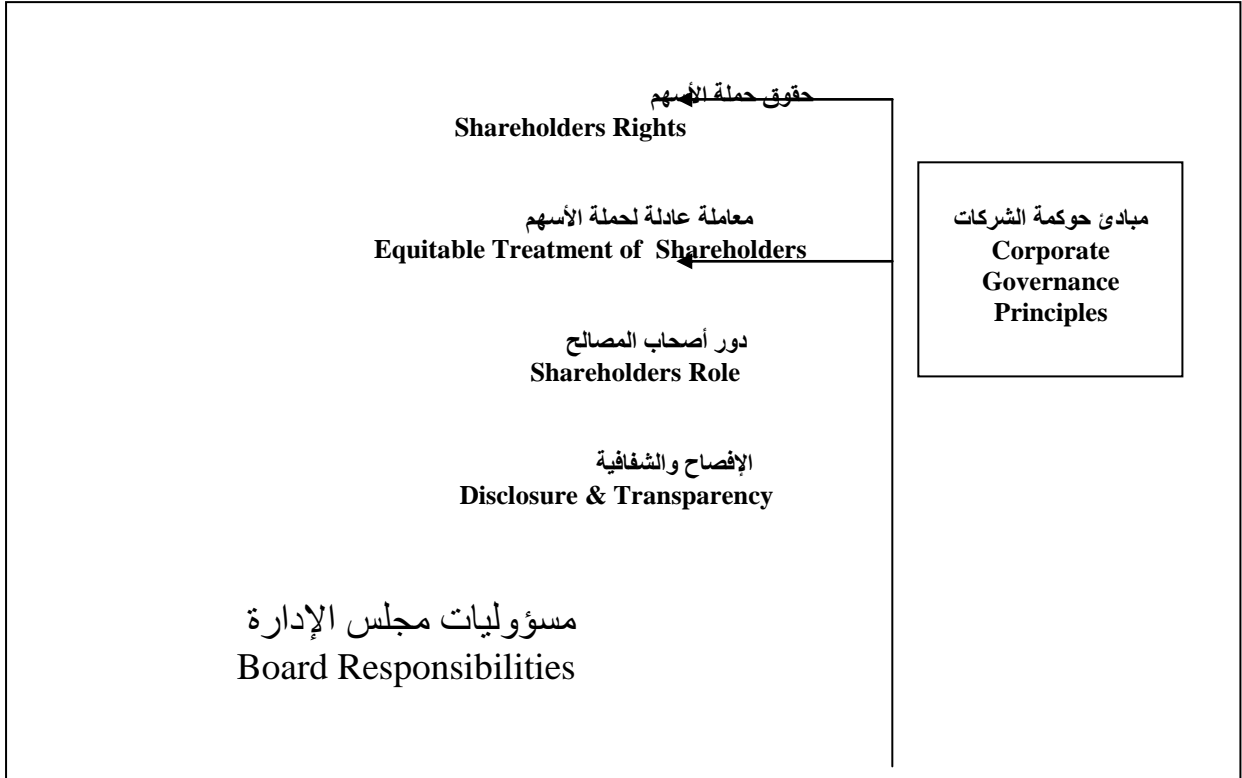 حقوق حملة الأسهم
Shareholders Rights
معاملة عادلة لحملة الأسهم
Equitable Treatment of Shareholders
دور أصحاب المصالح
Shareholders Role
الإفصاح والشفافية
Disclosure & Transparency
مسؤوليات مجلس الإدارة
Board Responsibilities
مبادئ حوكمة الشركات
Corporate
Governance
Principles